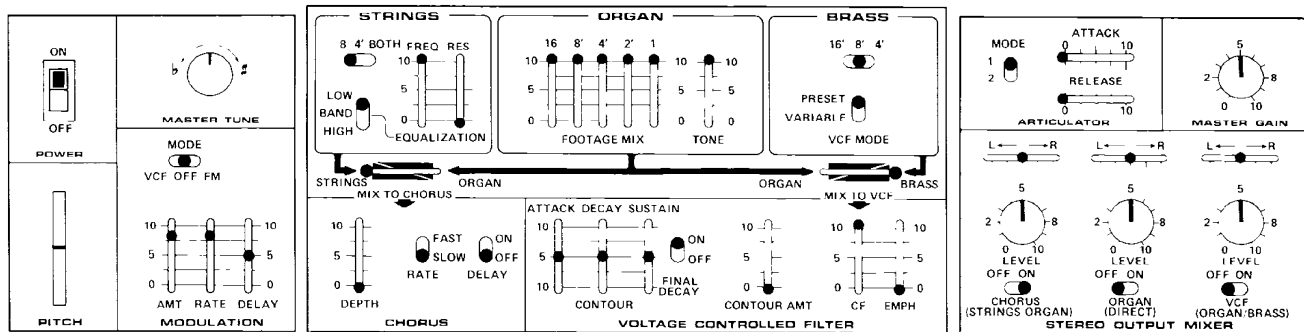 ON
OFF
POWER
b #
MASTER TUNE
MODE
VCF OFF FM
10 10
5 5
0 0
AMT RATE DELAY
PITCH
MODULATION
STRINGS
8 4' BOTH
FREQ RES
10
5
0
LOW
BAND
HIGH
EQUALIZATION
ORGAN
16 8' 4' 2' 1
10 10
5 5
0 0
FOOTAGE MIX
TONE
BRASS
16' 8' 4'
PRESET
VARIABLE
VCF MODE
STRINGS ORGAN
MIX TO CHORUS
ORGAN BRASS
MIX TO VCF
10
5
0
DEPTH
FAST
SLOW
RATE
ON
OFF
DELAY
CHORUS
ATTACK DECAY SUSTAIN
10 10
5 5
10 0
CONTOUR
ON
OFF
FINAL
DECAY
10
5
0
CONTOUR AMT
10 10
5 5
0 0
CF EMPH
VOLTAGE CONTROLLED FILTER
MODE
1
2
ATTACK
0 10
RELEASE
0 10
ARTICULATOR
5
2 8
0 10
MASTER GAIN
L R
L R
L R
5
2 8
0 10
LEVEL
OFF ON
CHORUS
(STRINGS ORGAN)
5
2 8
0 10
LEVEL
OFF ON
ORGAN
(DIRECT)
5
2 8
0 10
LEVEL
OFF ON
VCF
(ORGAN/BRASS)
STEREO OUTPUT MIXER